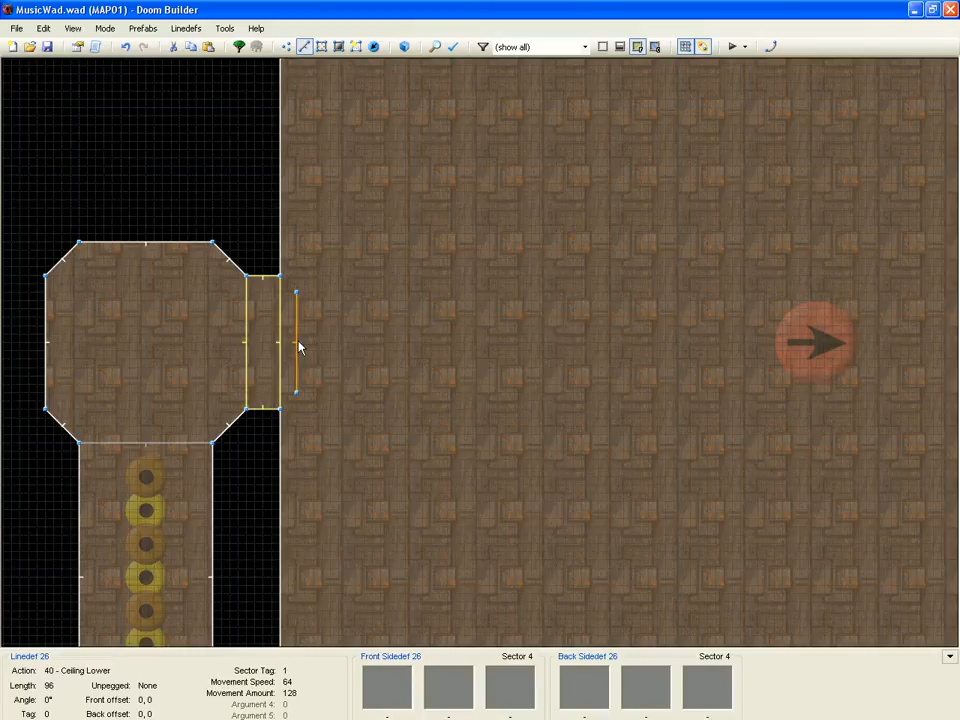 MusicWad.wad (MAP01) - Doom Builder
File Edit View Mode Prefabs Linedefs Tools Help
(show all)
Linedef 26
Action: 40 - Ceiling Lower
Length: 96
Angle: 0°
Tag: 0
Unpegged: None
Front offset: 0, 0
Back offset: 0, 0
Sector Tag: 1
Movement Speed: 64
Movement Amount: 128
Argument 4: 0
Argument 5: 0
Front Sidedef 26
Sector 4
-
-
-
Back Sidedef 26
Sector 4
-
-
-